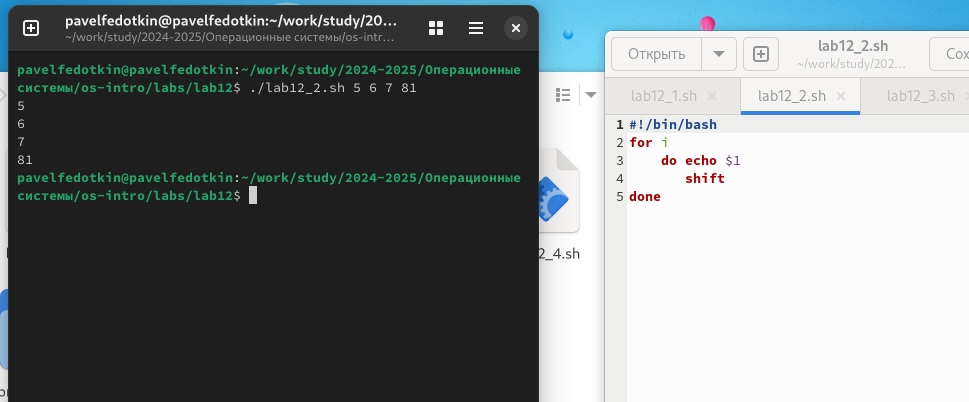 pavelfedotkin@pavelfedotkin:~/work/study/20...
~/work/study/2024-2025/Операционные системы/os-intr...
pavelfedotkin@pavelfedotkin:~/work/study/2024-2025/Операционные
системы/os-intro/labs/lab12$ ./lab12_2.sh 5 6 7 81
5
6
7
81
pavelfedotkin@pavelfedotkin:~/work/study/2024-2025/Операционные
системы/os-intro/labs/lab12$
2_4.sh
Открыть
lab12_2.sh
~/work/study/202...
Сох
lab12_1.sh
lab12_2.sh
lab12_3.sh
1 #!/bin/bash
2 for i
3     do echo $1
4        shift
5 done